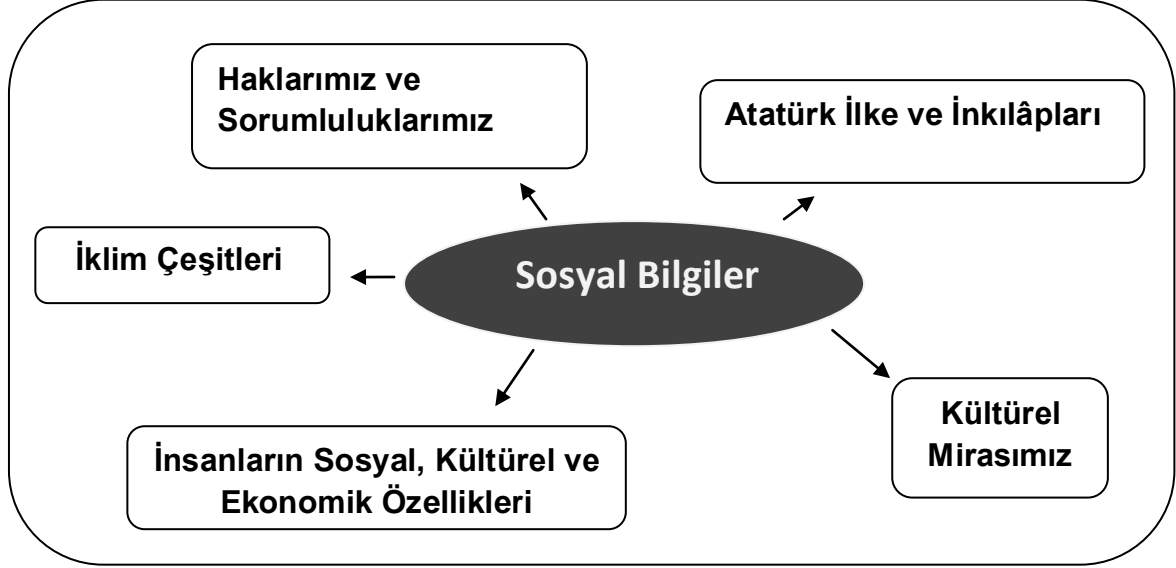 Haklarımız ve
Sorumluluklarımız
Atatürk İlke ve İnkılâpları
İklim Çeşitleri
Sosyal Bilgiler
Kültürel
Mirasımız
İnsanların Sosyal, Kültürel ve
Ekonomik Özellikleri